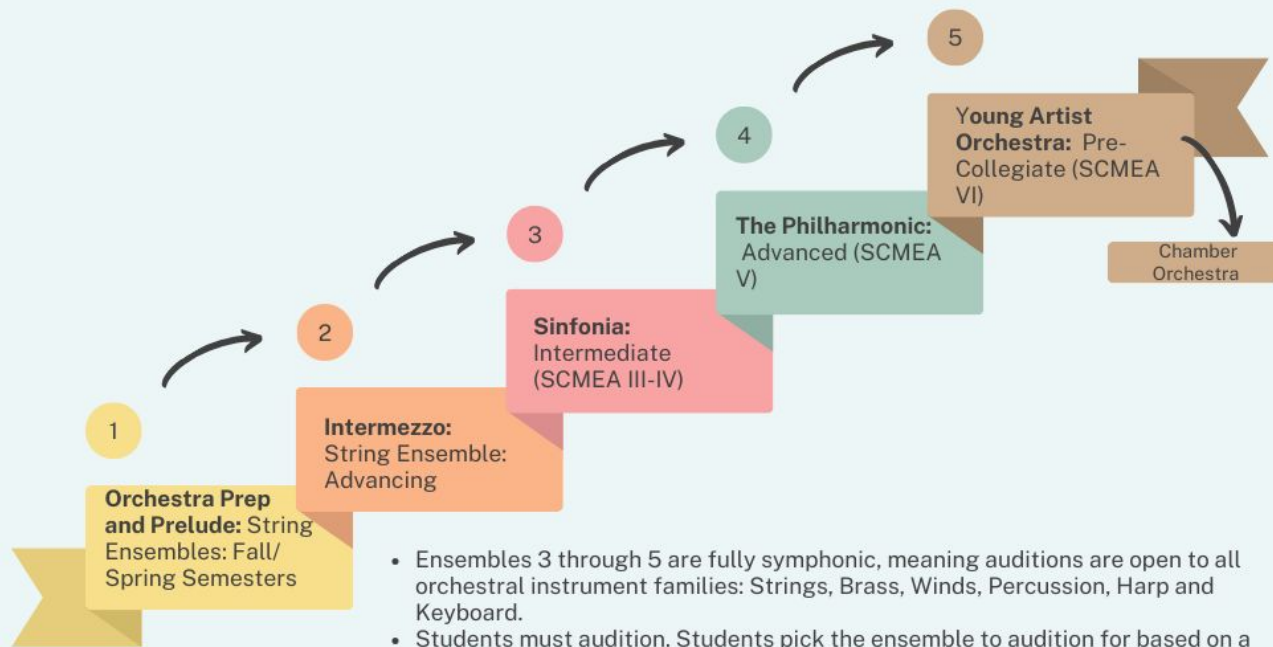 1
Orchestra Prep
and Prelude: String
Ensembles: Fall/
Spring Semesters
2
Intermezzo:
String Ensemble:
Advancing
3
Sinfonia:
Intermediate
(SCMEA III-IV)
4
The Philharmonic:
Advanced (SCMEA
V)
5
Young Artist
Orchestra: Pre-
Collegiate (SCMEA
VI)
Chamber
Orchestra
• Ensembles 3 through 5 are fully symphonic, meaning auditions are open to all
orchestral instrument families: Strings, Brass, Winds, Percussion, Harp and
Keyboard.
• Students must audition. Students pick the ensemble to audition for based on a